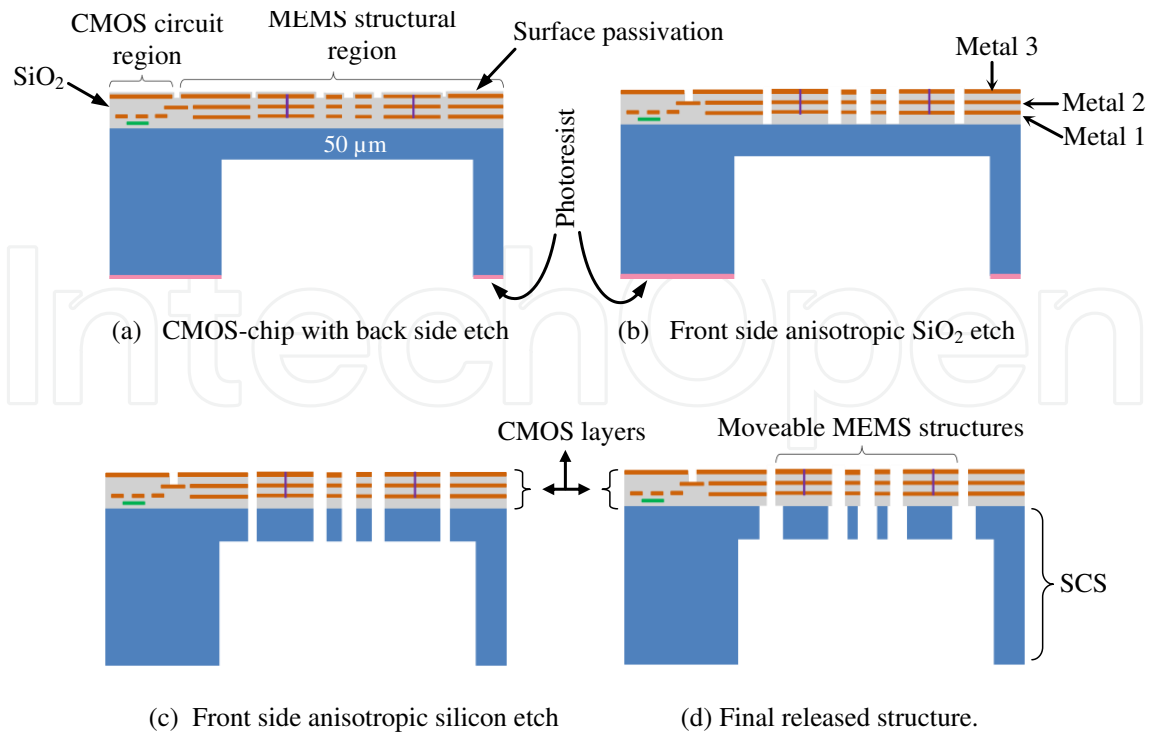 CMOS circuit
region
MEMS structural
region
Surface passivation
SiO₂
50 µm
Photoresist
Metal 3
Metal 2
Metal 1
(a) CMOS-chip with back side etch
(b) Front side anisotropic SiO₂ etch
IntechOpen
CMOS layers
Moveable MEMS structures
SCS
(c) Front side anisotropic silicon etch
(d) Final released structure.